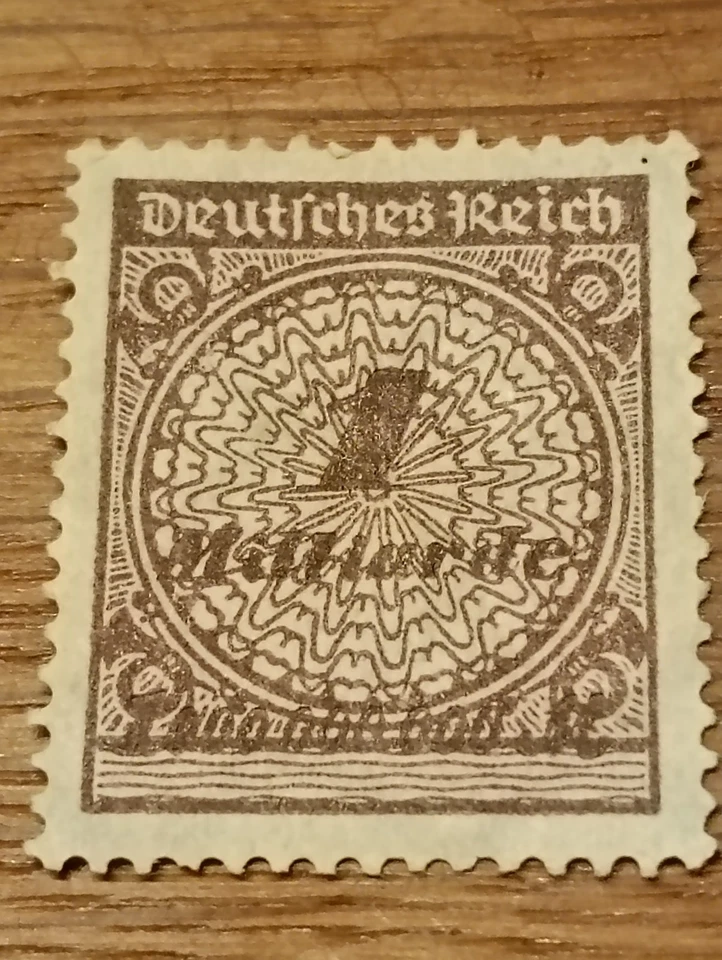 Deutsches Reich
1
Milliarde